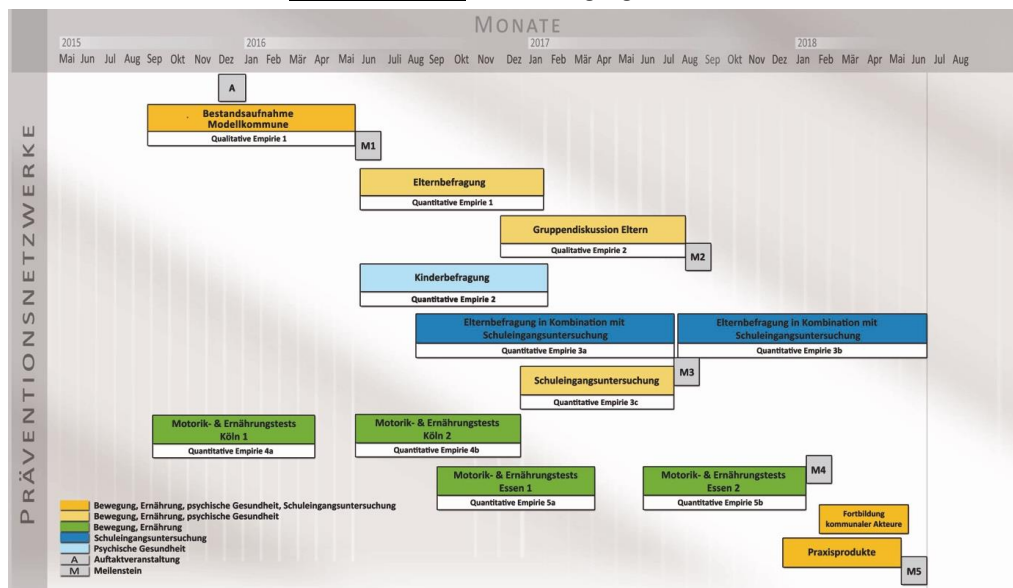 MONATE
2015 2016 2017 2018
Mai Jun Jul Aug Sep Okt Nov Dez Jan Feb Mär Apr Mai Jun Juli Aug Sep Okt Nov Dez Jan Feb Mär Apr Mai Jun Jul Aug Sep Okt Nov Dez Jan Feb Mär Apr Mai Jun Jul Aug
PRÄVENTIONSNETZWERKE
A
Bestandsaufnahme
Modellkommune
Qualitative Empirie 1
M1
Elternbefragung
Quantitative Empirie 1
Gruppendiskussion Eltern
Qualitative Empirie 2
M2
Kinderbefragung
Quantitative Empirie 2
Elternbefragung in Kombination mit
Schuleingangsuntersuchung
Quantitative Empirie 3a
Elternbefragung in Kombination mit
Schuleingangsuntersuchung
Quantitative Empirie 3b
M3
Schuleingangsuntersuchung
Quantitative Empirie 3c
Motorik- & Ernährungstests
Köln 1
Quantitative Empirie 4a
Motorik- & Ernährungstests
Köln 2
Quantitative Empirie 4b
Motorik- & Ernährungstests
Essen 1
Quantitative Empirie 5a
Motorik- & Ernährungstests
Essen 2
Quantitative Empirie 5b
M4
Fortbildung
kommunaler Akteure
Praxisprodukte
M5
Bewegung, Ernährung, psychische Gesundheit, Schuleingangsuntersuchung
Bewegung, Ernährung, psychische Gesundheit
Bewegung, Ernährung
Schuleingangsuntersuchung
Psychische Gesundheit
A Auftaktveranstaltung
M Meilenstein